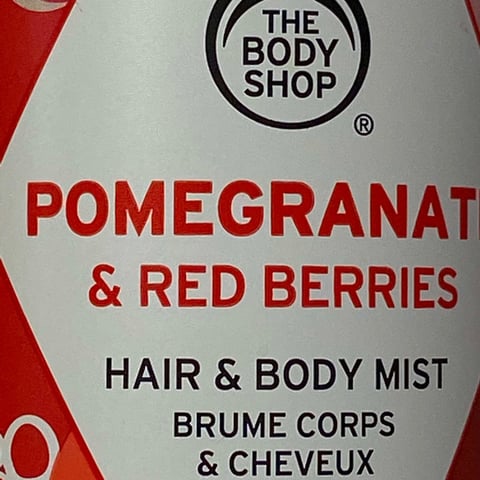 THE
BODY
SHOP
®
POMEGRANAT
& RED BERRIES
HAIR & BODY MIST
BRUME CORPS
& CHEVEUX